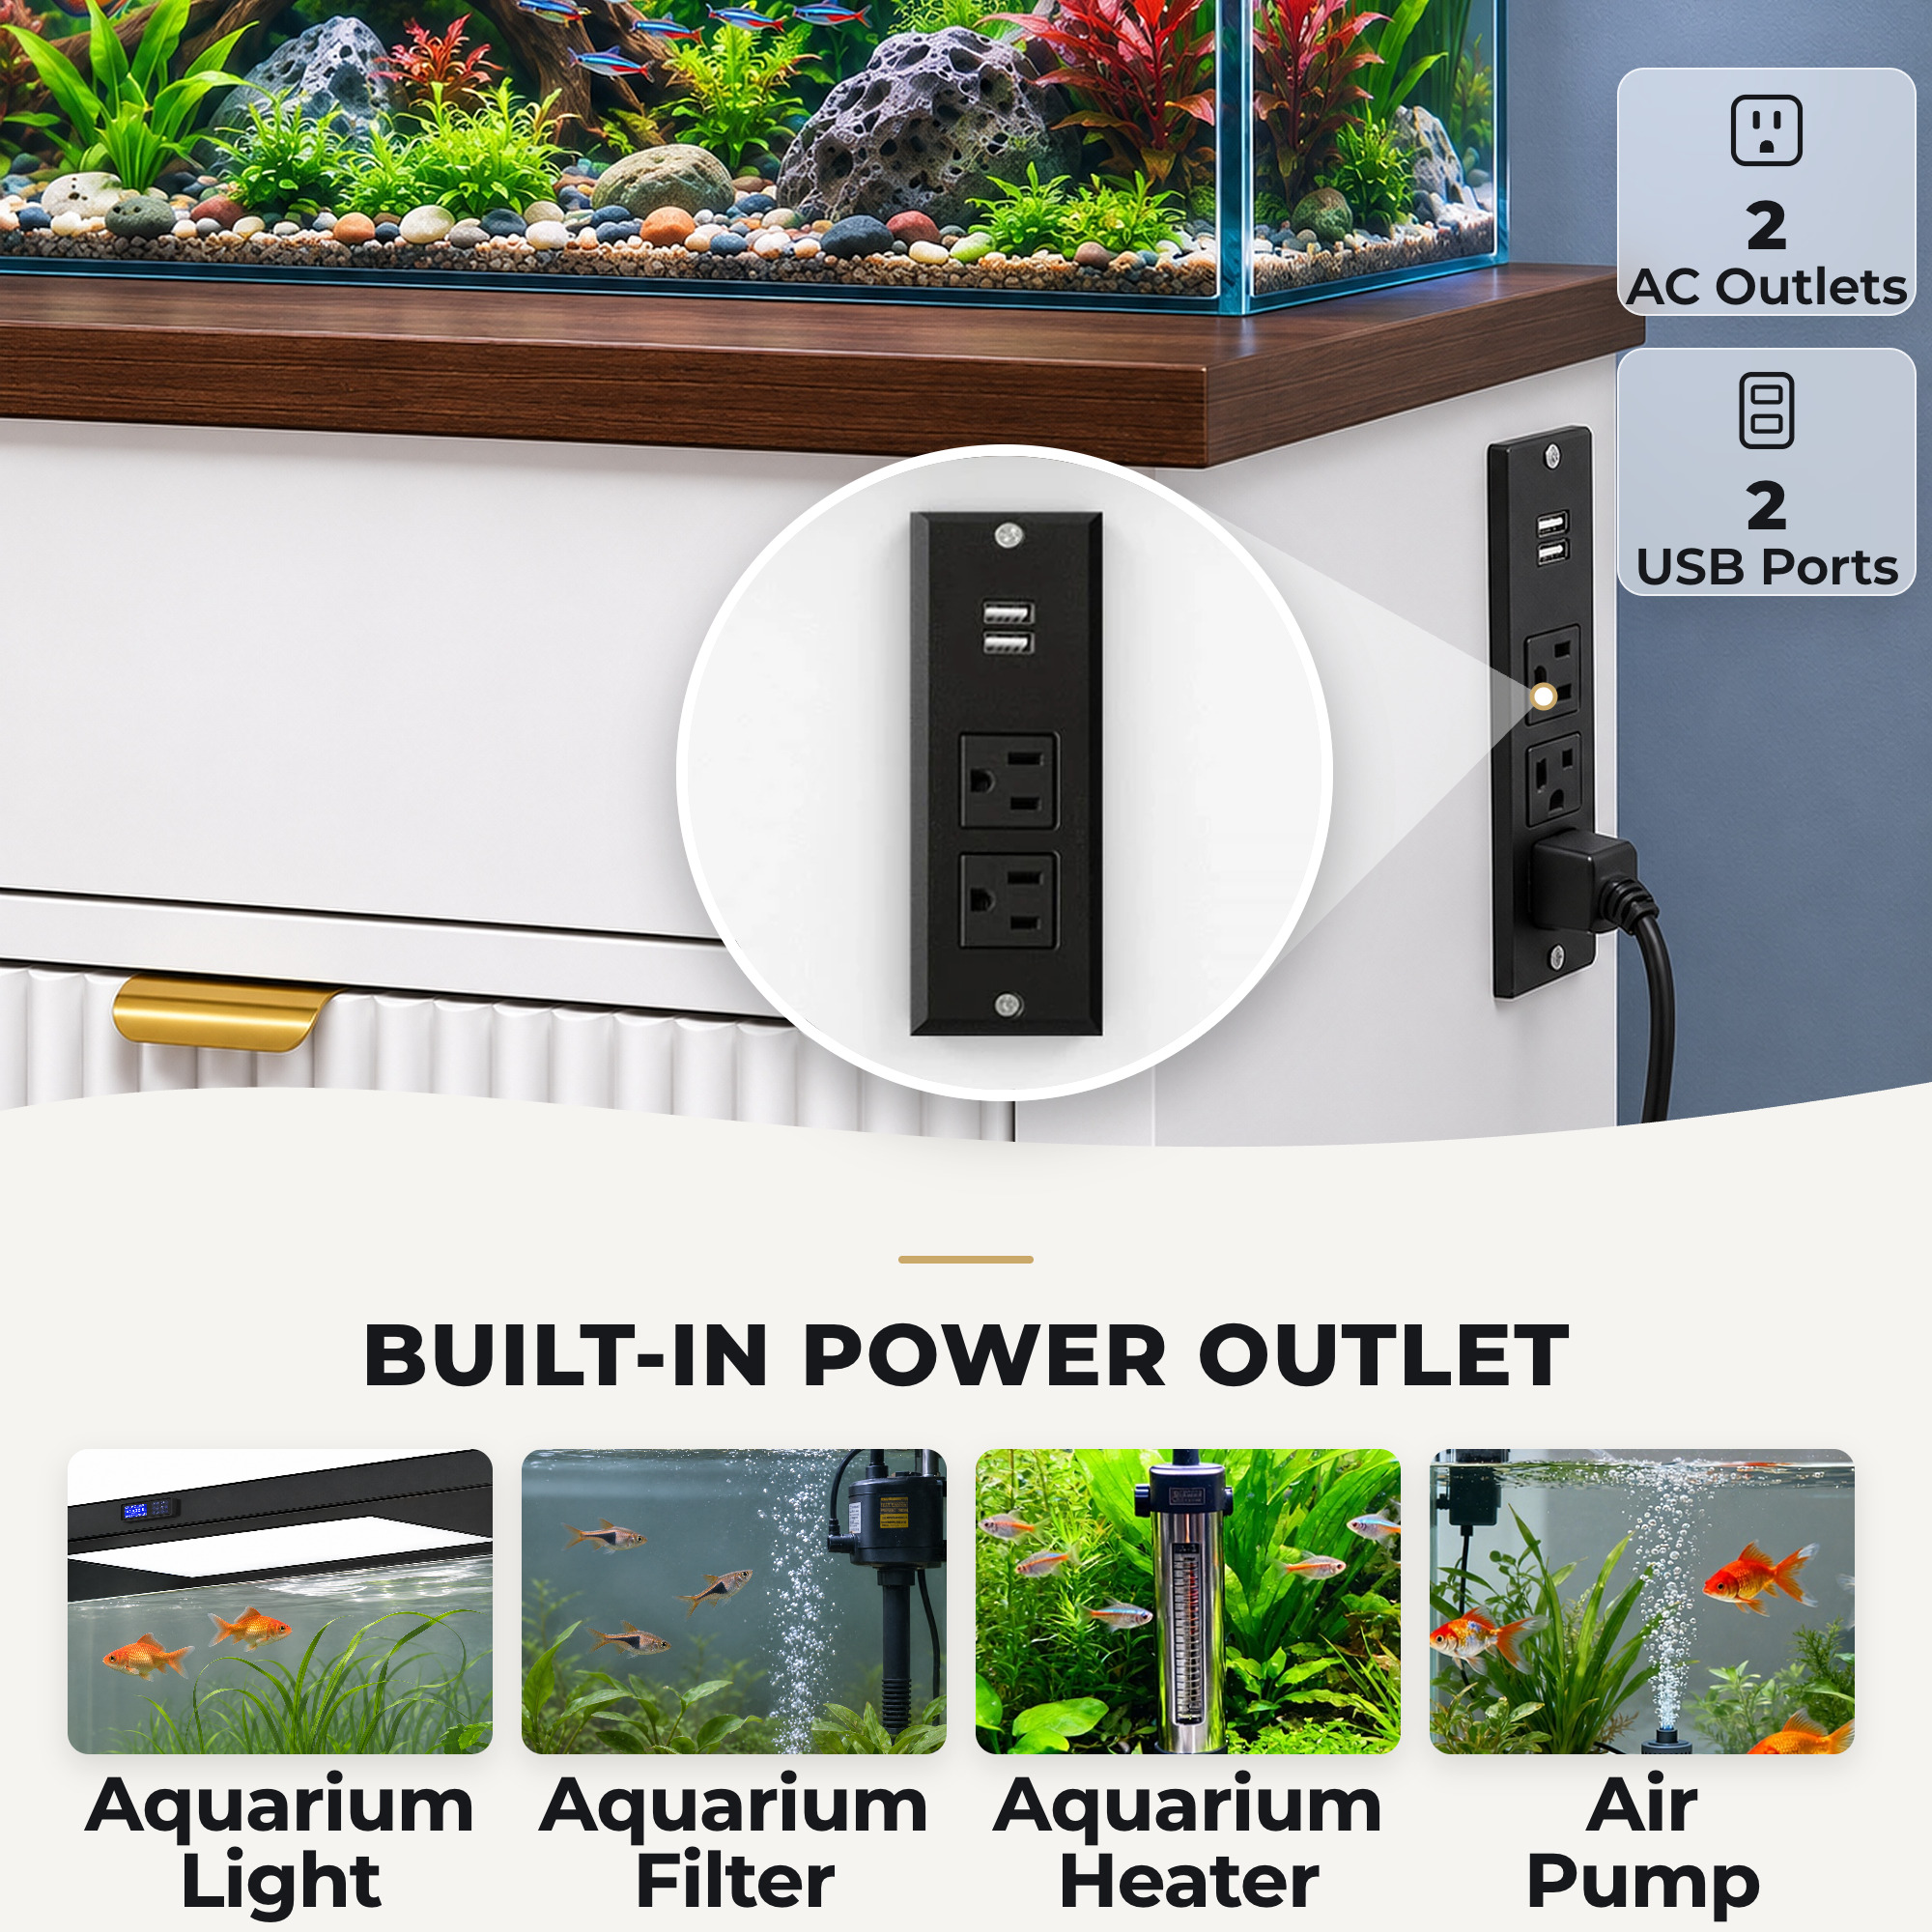 2
AC Outlets
2
USB Ports
BUILT-IN POWER OUTLET
Aquarium
Light
Aquarium
Filter
Aquarium
Heater
Air
Pump